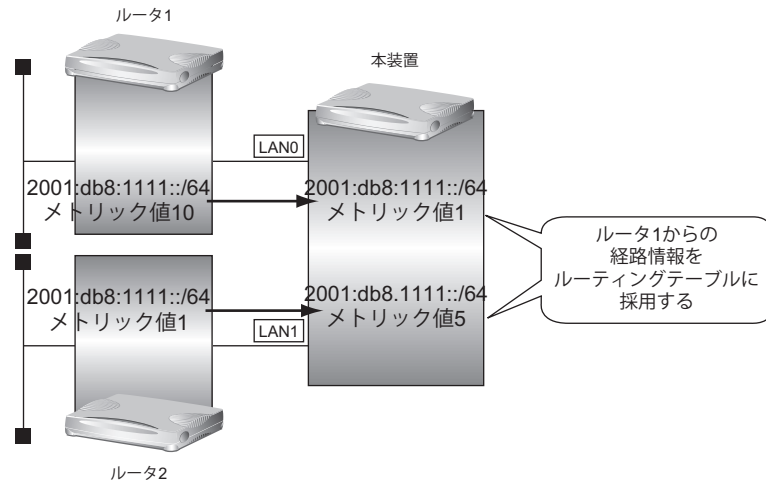 ルータ1
本装置
LAN0
2001:db8:1111::/64
メトリック値10
2001:db8:1111::/64
メトリック値1
ルータ1からの
経路情報を
ルーティングテーブルに
採用する
2001:db8:1111::/64
メトリック値1
2001:db8.1111::/64
メトリック値5
LAN1
ルータ2